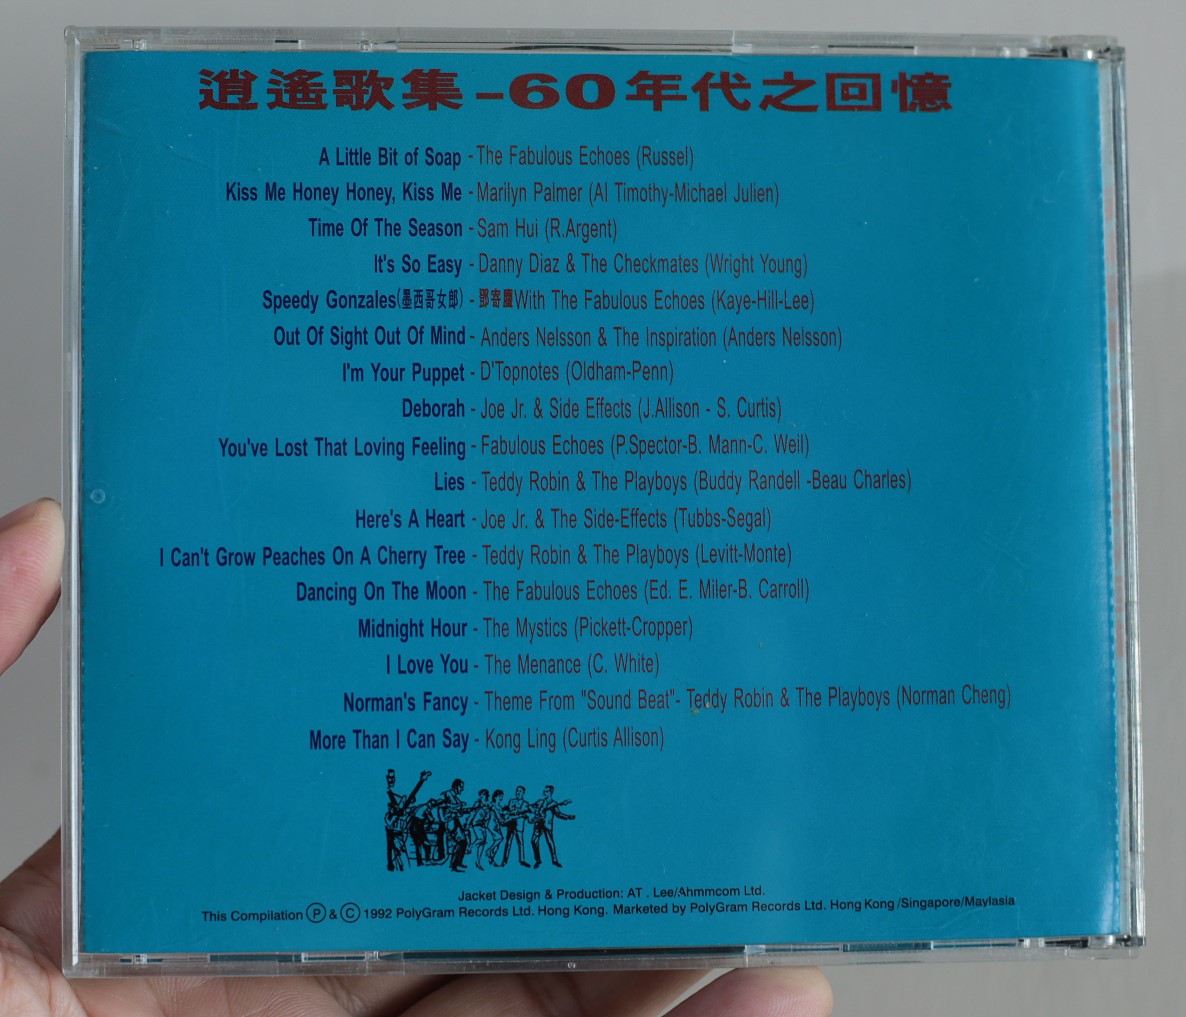 逍遙歌集-60年代之回憶
A Little Bit of Soap - The Fabulous Echoes (Russel)
Kiss Me Honey Honey, Kiss Me - Marilyn Palmer (Al Timothy-Michael Julien)
Time Of The Season - Sam Hui (R.Argent)
It's So Easy - Danny Diaz & The Checkmates (Wright Young)
Speedy Gonzales(墨西哥女郎) - 鄧寄塵With The Fabulous Echoes (Kaye-Hill-Lee)
Out Of Sight Out Of Mind - Anders Nelsson & The Inspiration (Anders Nelsson)
I'm Your Puppet - D'Topnotes (Oldham-Penn)
Deborah - Joe Jr. & Side Effects (J.Allison - S. Curtis)
You've Lost That Loving Feeling - Fabulous Echoes (P.Spector-B. Mann-C. Weil)
Lies - Teddy Robin & The Playboys (Buddy Randell -Beau Charles)
Here's A Heart - Joe Jr. & The Side-Effects (Tubbs-Segal)
I Can't Grow Peaches On A Cherry Tree - Teddy Robin & The Playboys (Levitt-Monte)
Dancing On The Moon - The Fabulous Echoes (Ed. E. Miler-B. Carroll)
Midnight Hour - The Mystics (Pickett-Cropper)
I Love You - The Menance (C. White)
Norman's Fancy - Theme From "Sound Beat"- Teddy Robin & The Playboys (Norman Cheng)
More Than I Can Say - Kong Ling (Curtis Allison)
Jacket Design & Production: AT . Lee/Ahmmcom Ltd.
This Compilation Ⓟ & Ⓒ 1992 PolyGram Records Ltd. Hong Kong. Marketed by PolyGram Records Ltd. Hong Kong /Singapore/Maylasia